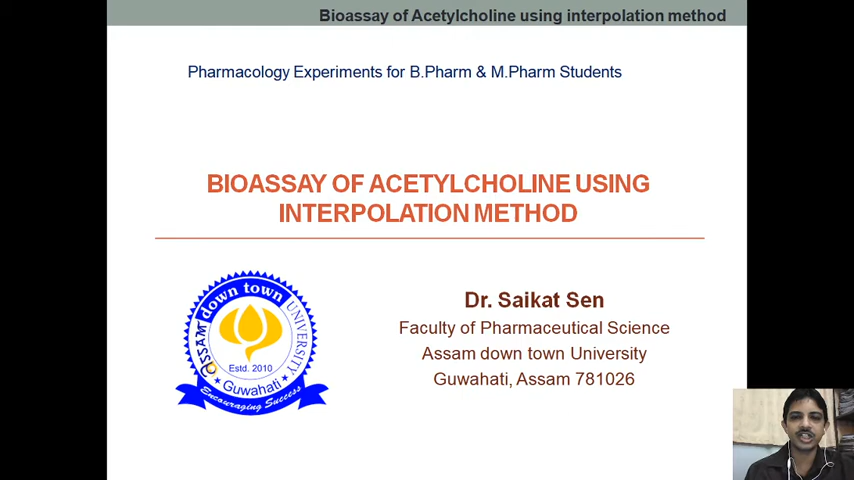 Bioassay of Acetylcholine using interpolation method
Pharmacology Experiments for B.Pharm & M.Pharm Students
BIOASSAY OF ACETYLCHOLINE USING
INTERPOLATION METHOD
Dr. Saikat Sen
Faculty of Pharmaceutical Science
Assam down town University
Guwahati, Assam 781026
assam down town UNIVERSITY
Estd. 2010
Guwahati
Encouraging Success